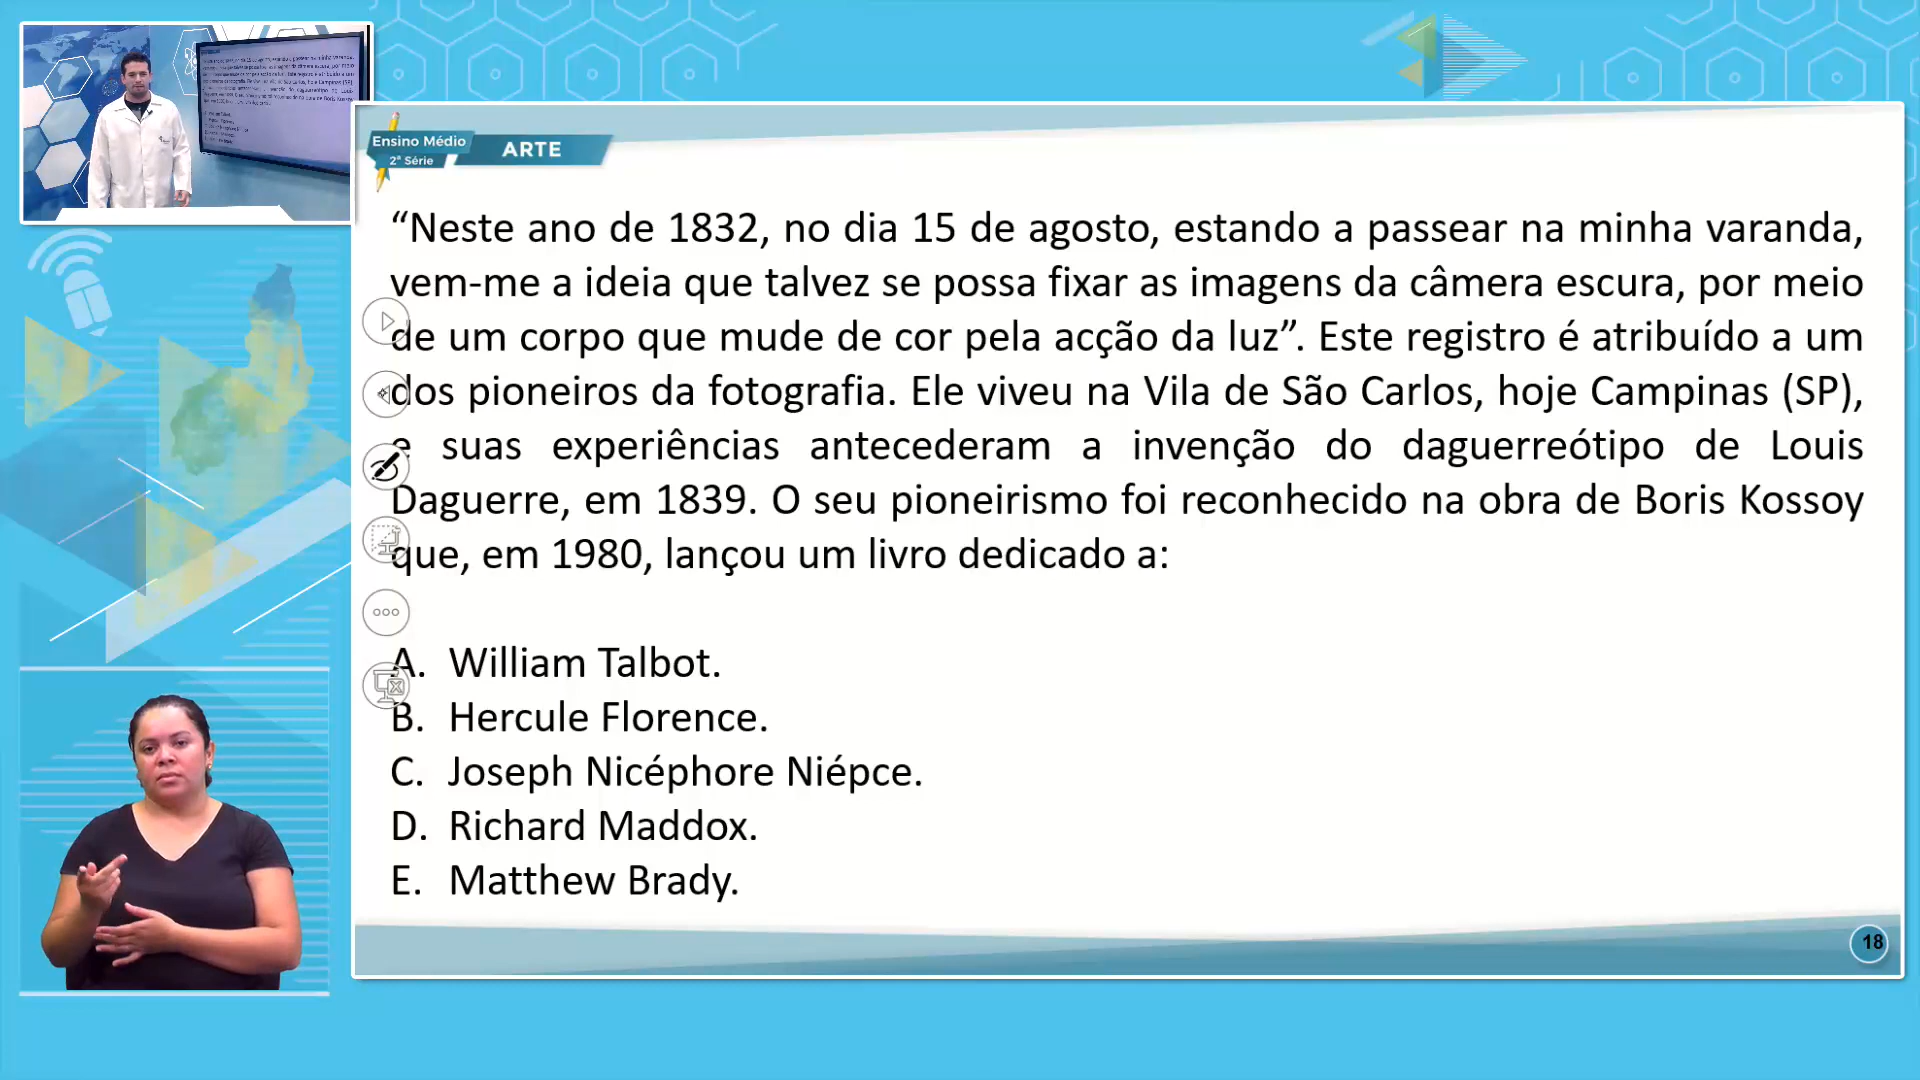 Ensino Médio
2ª Série
ARTE
“Neste ano de 1832, no dia 15 de agosto, estando a passear na minha varanda,
vem-me a ideia que talvez se possa fixar as imagens da câmera escura, por meio
de um corpo que mude de cor pela acção da luz”. Este registro é atribuído a um
dos pioneiros da fotografia. Ele viveu na Vila de São Carlos, hoje Campinas (SP),
e suas experiências antecederam a invenção do daguerreótipo de Louis
Daguerre, em 1839. O seu pioneirismo foi reconhecido na obra de Boris Kossoy
que, em 1980, lançou um livro dedicado a:
A. William Talbot.
B. Hercule Florence.
C. Joseph Nicéphore Niépce.
D. Richard Maddox.
E. Matthew Brady.
18